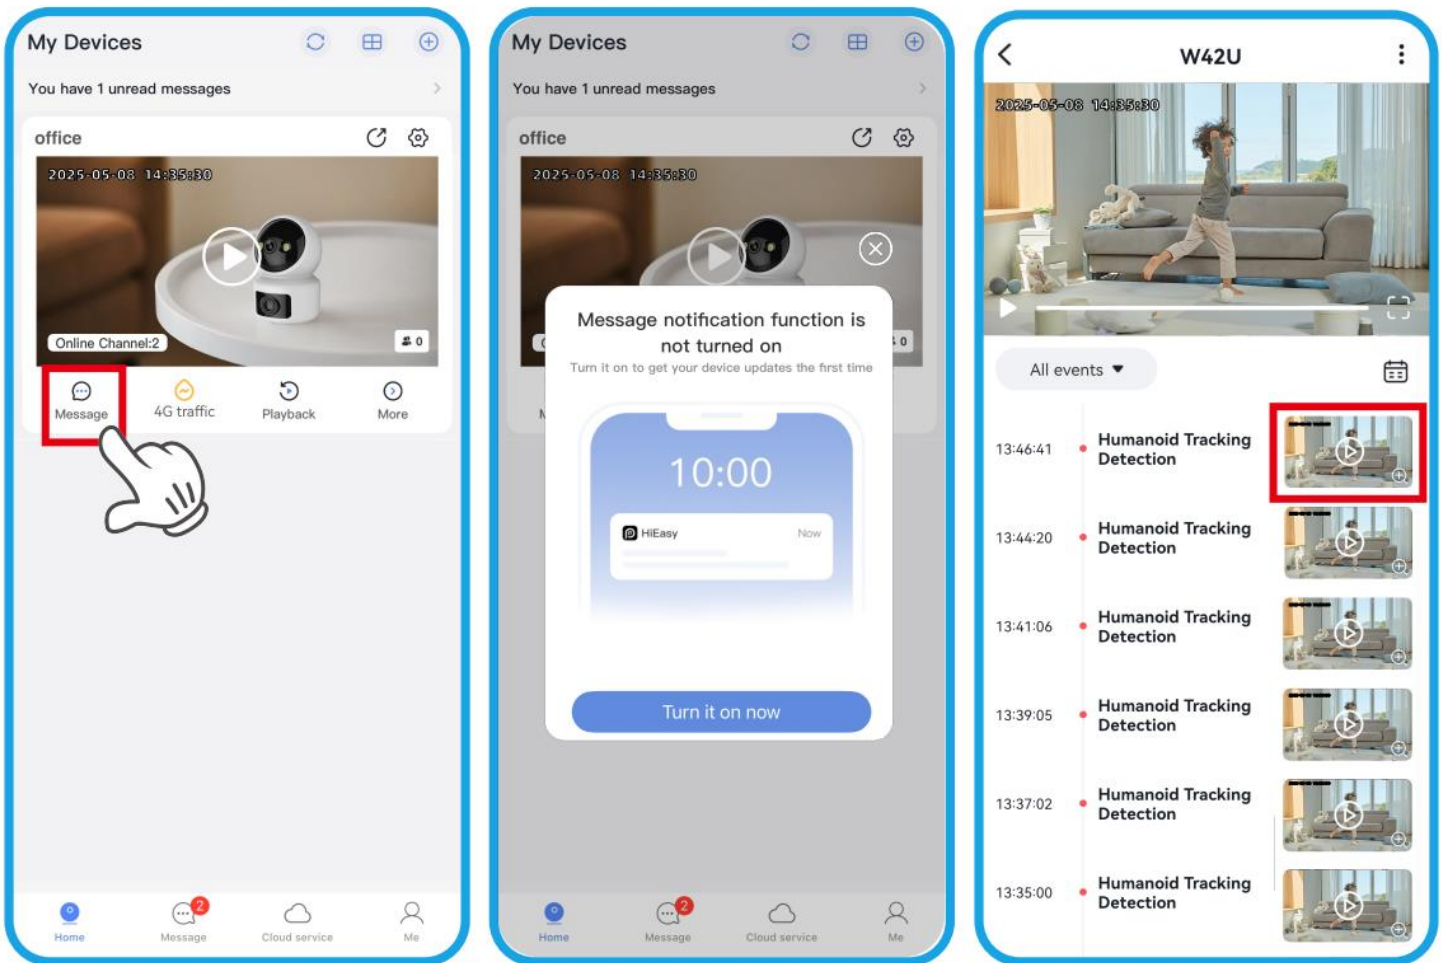 My Devices
You have 1 unread messages
office
2025-05-08 14:35:30
Online Channel:2
0
Message
4G traffic
Playback
More
2
Home
Message
Cloud service
Me
My Devices
You have 1 unread messages
office
2025-05-08 14:35:30
0
Message notification function is
not turned on
Turn it on to get your device updates the first time
10:00
HiEasy
Now
Turn it on now
2
Home
Message
Cloud service
Me
W42U
2025-05-08 14:35:30
All events
13:46:41
Humanoid Tracking
Detection
13:44:20
Humanoid Tracking
Detection
13:41:06
Humanoid Tracking
Detection
13:39:05
Humanoid Tracking
Detection
13:37:02
Humanoid Tracking
Detection
13:35:00
Humanoid Tracking
Detection